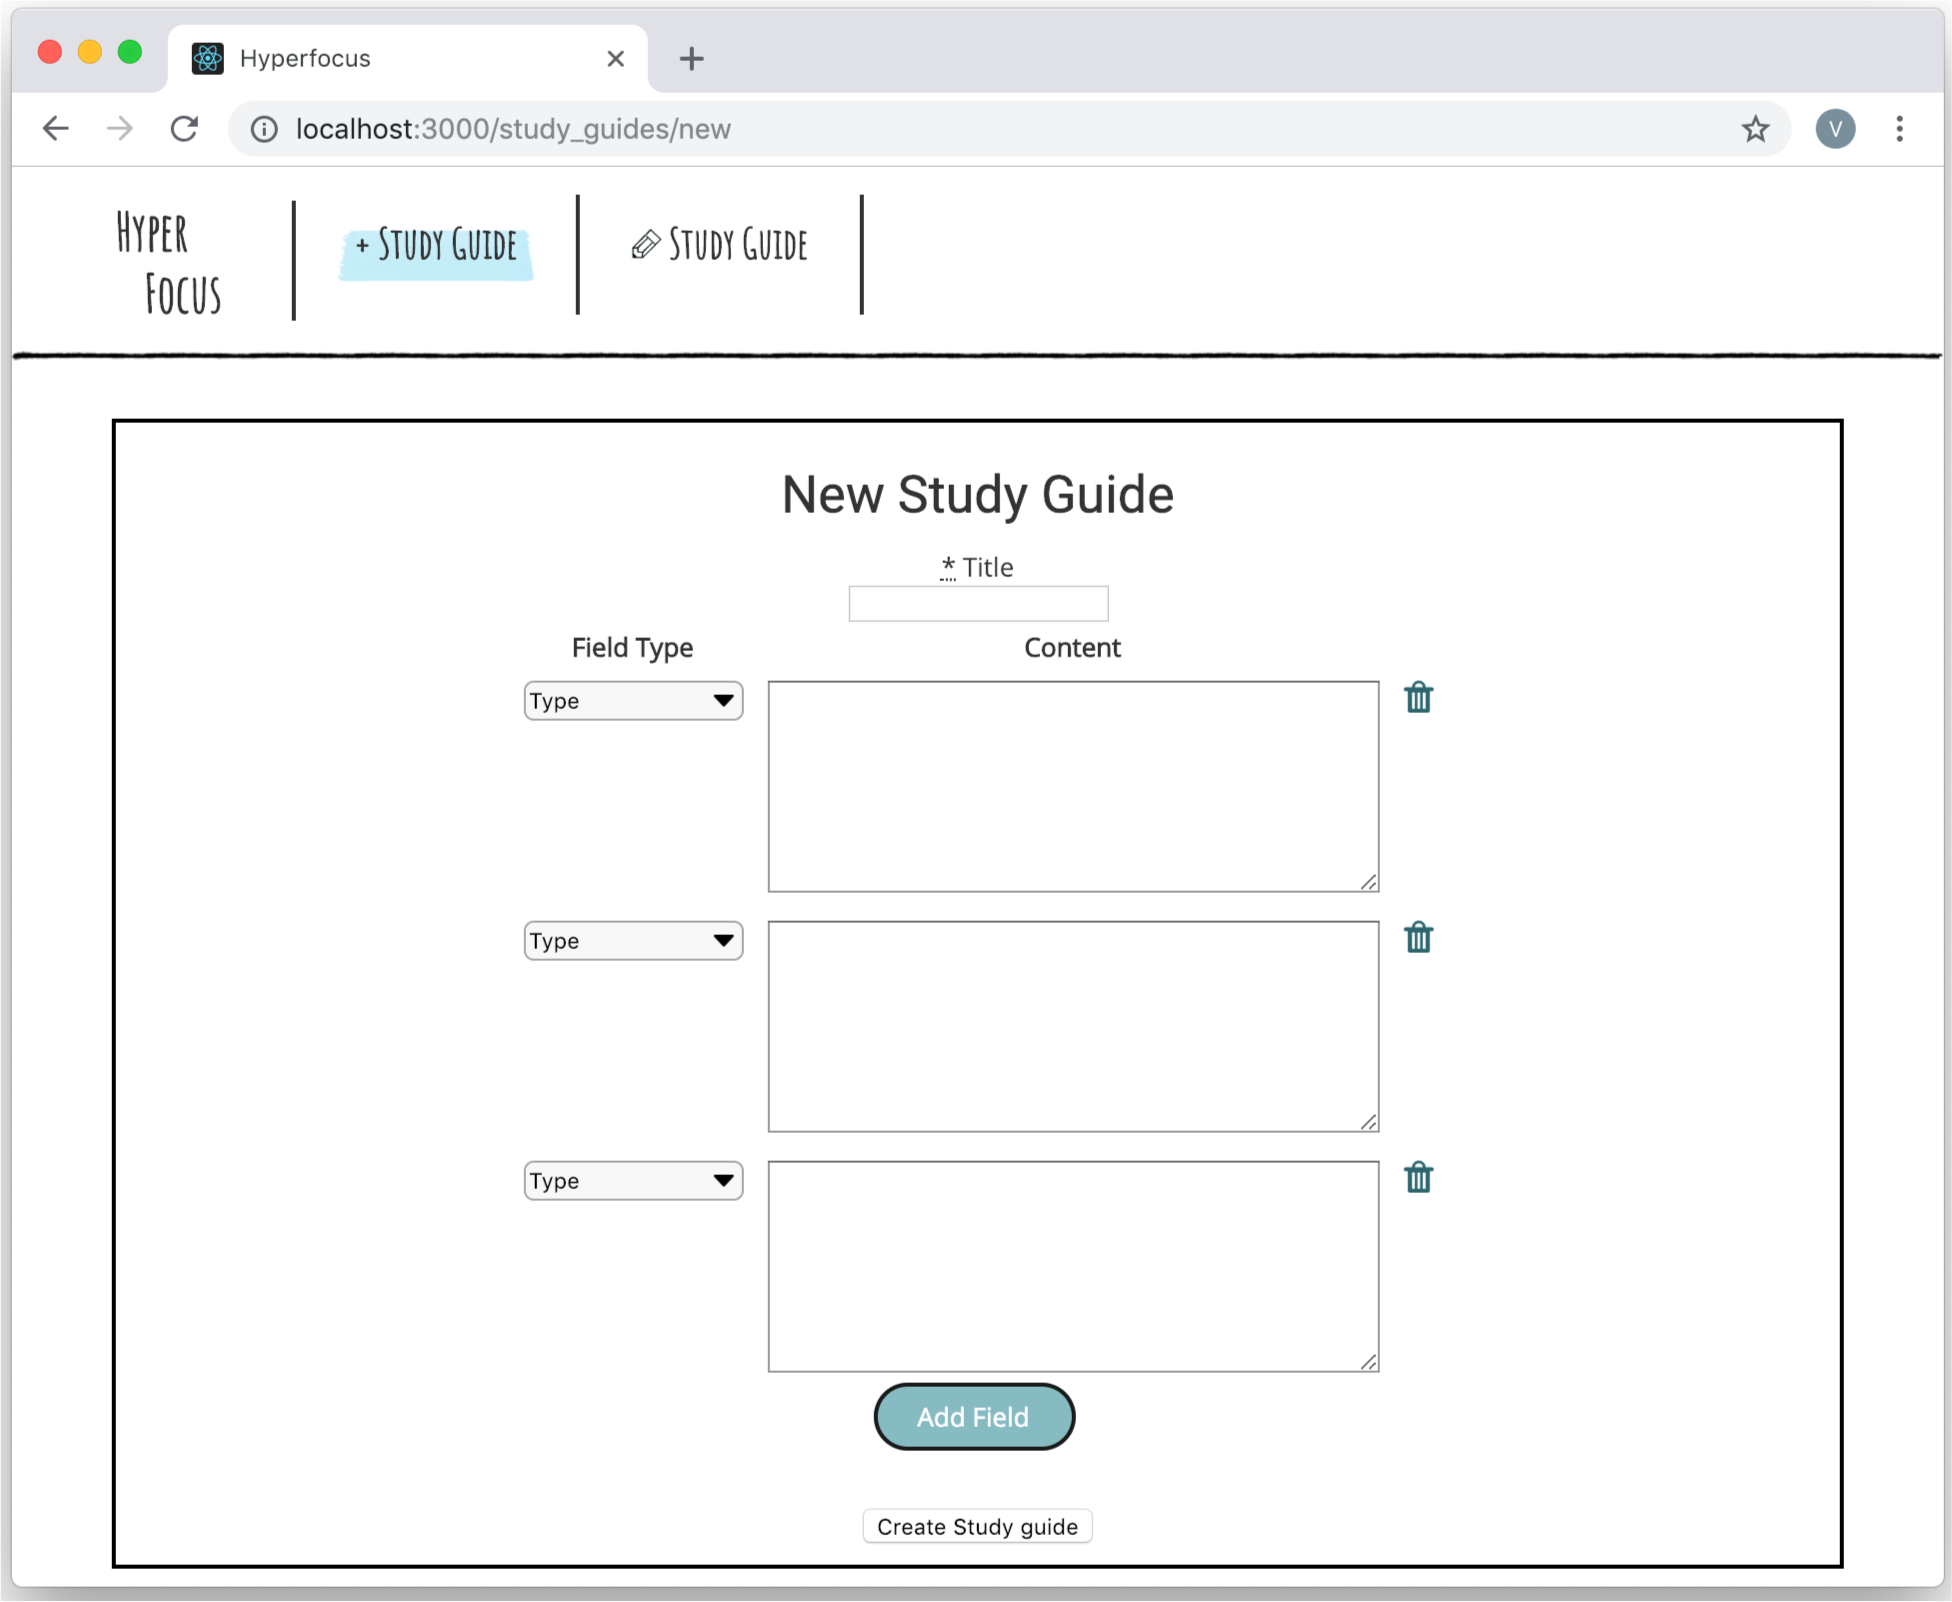 Hyperfocus
localhost:3000/study_guides/new
V
Hyper
Focus
+ Study Guide
Study Guide
New Study Guide
* Title
Field Type Content
Type
Type
Type
Add Field
Create Study guide